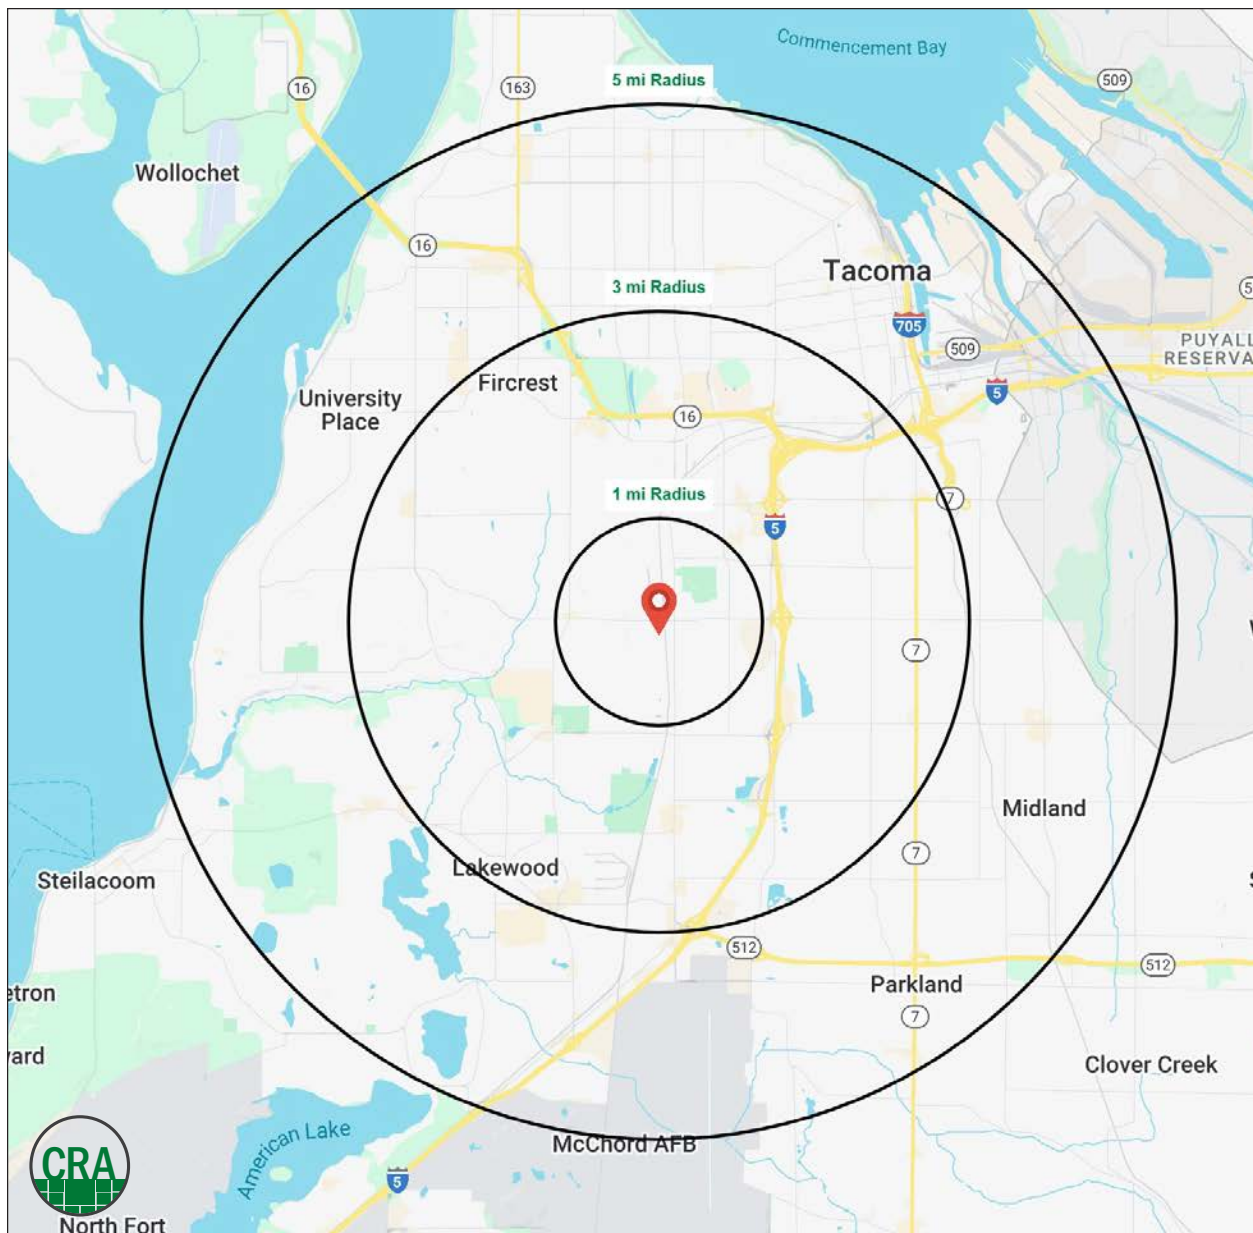 Commencement Bay
5 mi Radius
16
163
509
Wollochet
16
Tacoma
3 mi Radius
705
509
PUYALL
RESERVA
5
Fircrest
University
Place
16
1 mi Radius
7
5
7
Midland
7
Lakewood
Steilacoom
512
512
Parkland
etron
7
vard
Clover Creek
American Lake
McChord AFB
CRA
5
North Fort